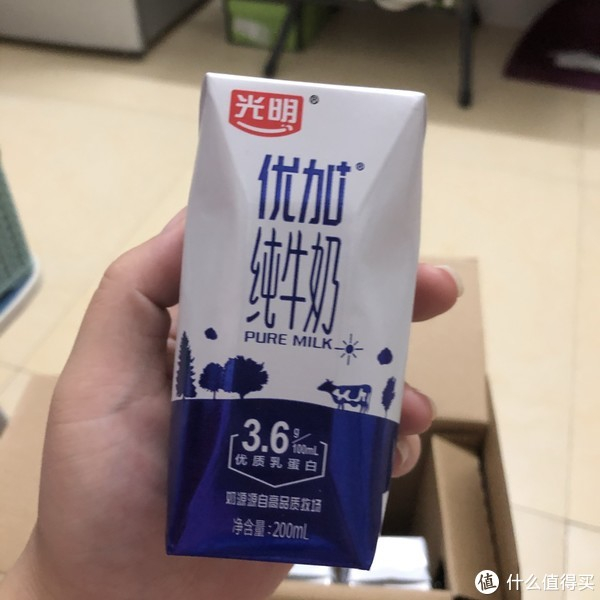 光明®
优加®
纯牛奶
PURE MILK
3.6g/100mL
优质乳蛋白
奶源源自高品质牧场
净含量:200mL
值 什么值得买